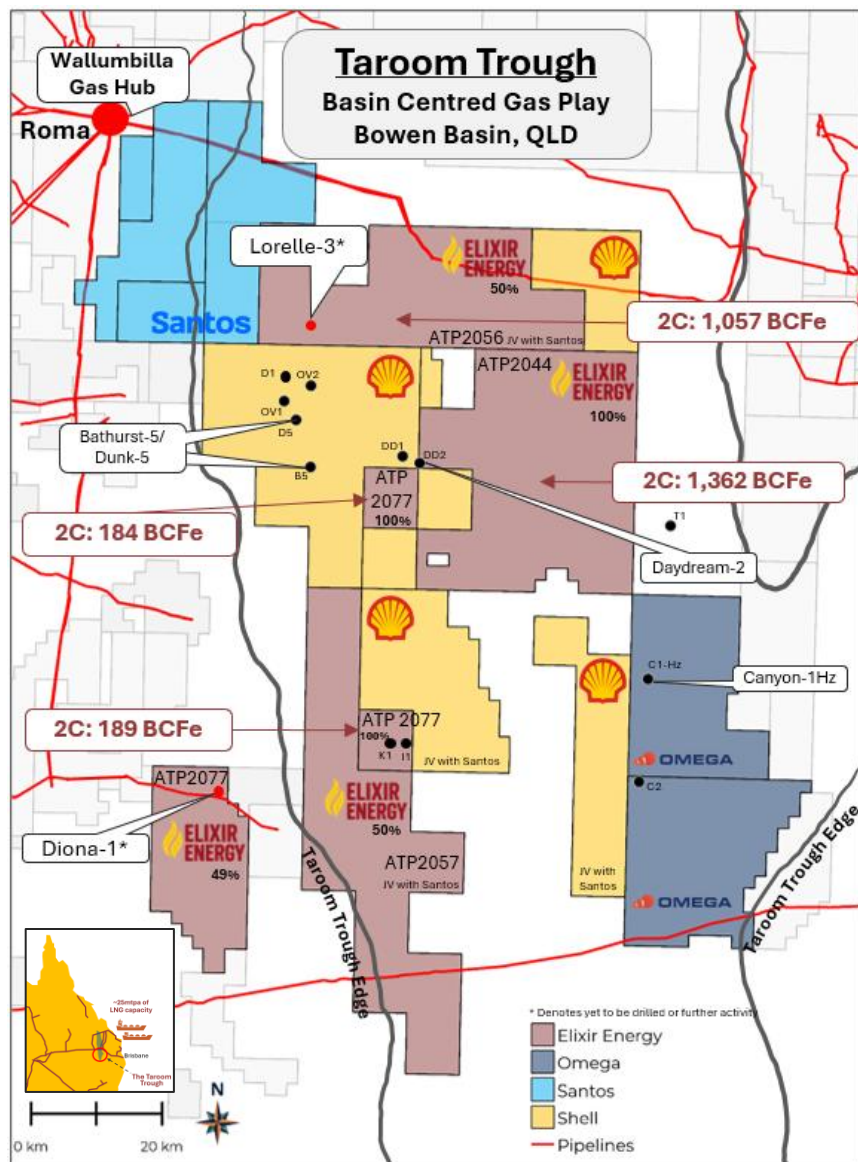 Taroom Trough
Basin Centred Gas Play
Bowen Basin, QLD
Wallumbilla
Gas Hub
Roma
Lorelle-3*
ELIXIR
ENERGY
50%
Santos
2C: 1,057 BCFe
ATP2056 JV with Santos
ATP2044
D1
OV2
ELIXIR
ENERGY
100%
OV1
D5
Bathurst-5/
Dunk-5
B5
DD1
DD2
ATP
2077
100%
2C: 1,362 BCFe
2C: 184 BCFe
T1
Daydream-2
C1-Hz
Canyon-1Hz
2C: 189 BCFe
ATP 2077
100%
K1
I1
JV with Santos
OMEGA
C2
ATP2077
Diona-1*
ELIXIR
ENERGY
49%
ELIXIR
ENERGY
50%
ATP2057
JV with Santos
JV with Santos
OMEGA
Taroom Trough Edge
Taroom Trough Edge
~25mtpa of
LNG capacity
Brisbane
The Taroom
Trough
* Denotes yet to be drilled or further activity
Elixir Energy
Omega
Santos
Shell
Pipelines
N
0 km
20 km